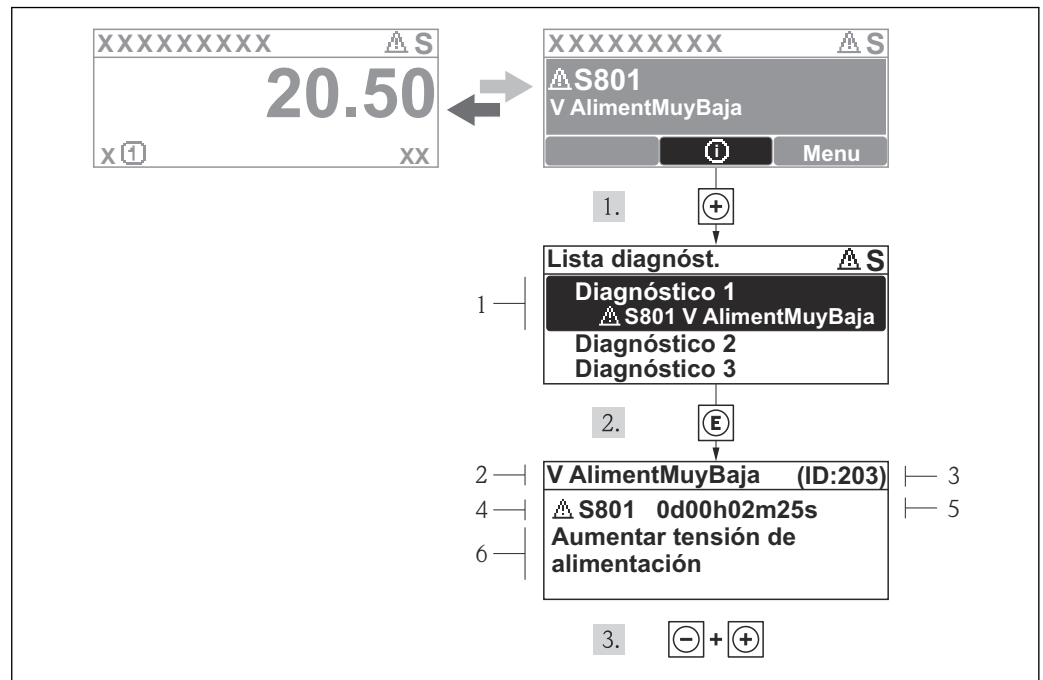 XXXXXXXXX ⚠ S
20.50
X ① XX
XXXXXXXXX ⚠ S
⚠ S801
V AlimentMuyBaja
ⓘ Menu
1. +
Lista diagnóst. ⚠ S
1
Diagnóstico 1
⚠ S801 V AlimentMuyBaja
Diagnóstico 2
Diagnóstico 3
2. E
2 V AlimentMuyBaja (ID:203) 3
4 ⚠ S801 0d00h02m25s 5
6
Aumentar tensión de
alimentación
3. - + +